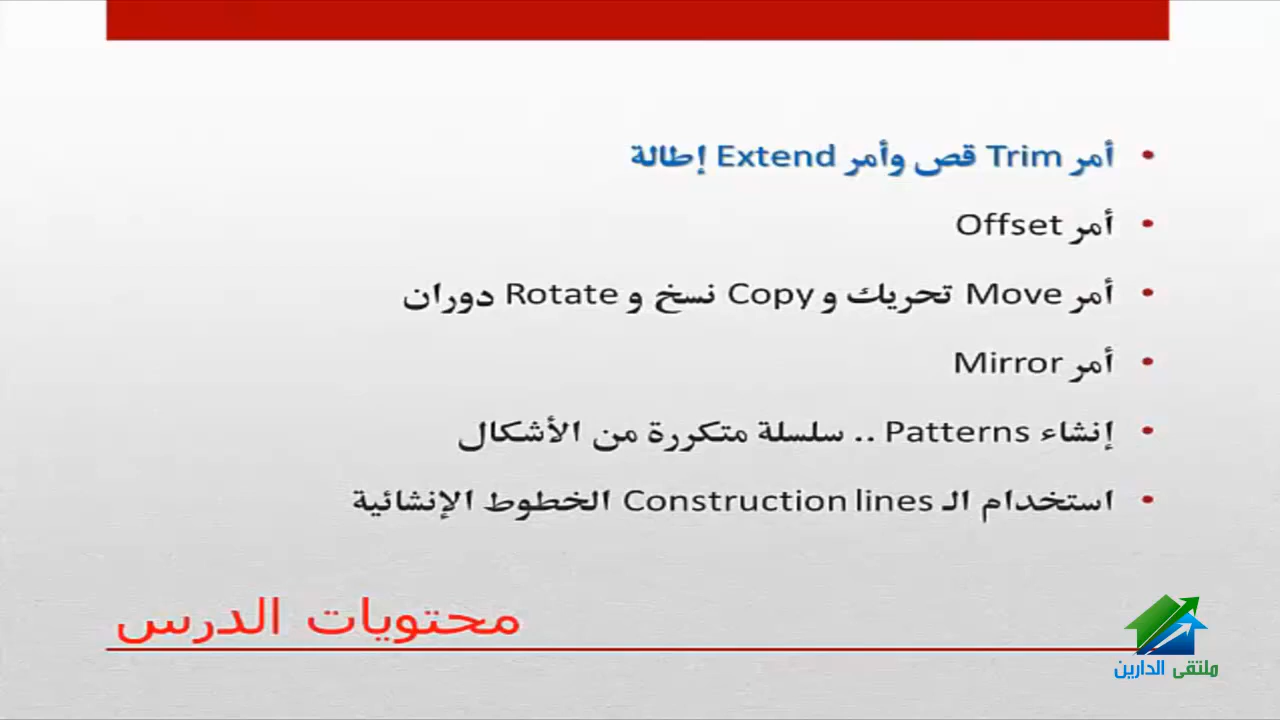 • أمر Trim قص وأمر Extend إطالة
• أمر Offset
• أمر Move تحريك و Copy نسخ و Rotate دوران
• أمر Mirror
• إنشاء Patterns .. سلسلة متكررة من الأشكال
• استخدام الـ Construction lines الخطوط الإنشائية
محتويات الدرس
ملتقى الدارين